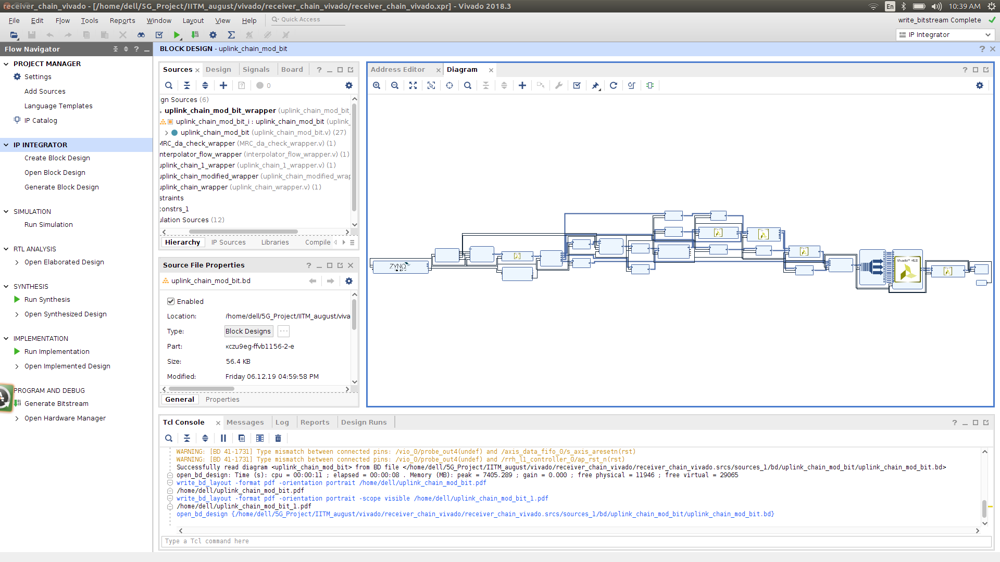 receiver_chain_vivado - [/home/dell/5G_Project/IITM_august/vivado/receiver_chain_vivado/receiver_chain_vivado.xpr] - Vivado 2018.3
En
10:39 AM
File Edit Flow Tools Reports Window Layout View Help
Quick Access
write_bitstream Complete
IP Integrator
Flow Navigator
PROJECT MANAGER
Settings
Add Sources
Language Templates
IP Catalog
IP INTEGRATOR
Create Block Design
Open Block Design
Generate Block Design
SIMULATION
Run Simulation
RTL ANALYSIS
Open Elaborated Design
SYNTHESIS
Run Synthesis
Open Synthesized Design
IMPLEMENTATION
Run Implementation
Open Implemented Design
PROGRAM AND DEBUG
Generate Bitstream
Open Hardware Manager
BLOCK DESIGN - uplink_chain_mod_bit
Sources Design Signals Board
0
gn Sources (6)
uplink_chain_mod_bit_wrapper (uplink_chain_mod_bit_
uplink_chain_mod_bit_i : uplink_chain_mod_bit (uplink_
uplink_chain_mod_bit (uplink_chain_mod_bit.v) (27)
MRC_da_check_wrapper (MRC_da_check_wrapper.v) (1)
nterpolator_flow_wrapper (interpolator_flow_wrapper.v) (1)
uplink_chain_1_wrapper (uplink_chain_1_wrapper.v) (1)
uplink_chain_modified_wrapper (uplink_chain_modified_wrap
uplink_chain_wrapper (uplink_chain_wrapper.v) (1)
straints
constrs_1
ulation Sources (12)
Hierarchy IP Sources Libraries Compile
Source File Properties
uplink_chain_mod_bit.bd
Enabled
Location: /home/dell/5G_Project/IITM_august/viva
Type: Block Designs ...
Part: xczu9eg-ffvb1156-2-e
Size: 56.4 KB
Modified: Friday 06.12.19 04:59:58 PM
General Properties
Address Editor Diagram
ZYNQ
Vivado™ HLS
Tcl Console Messages Log Reports Design Runs
WARNING: [BD 41-1731] Type mismatch between connected pins: /vio_0/probe_out4(undef) and /axis_data_fifo_0/s_axis_aresetn(rst)
WARNING: [BD 41-1731] Type mismatch between connected pins: /vio_0/probe_out4(undef) and /rrh_l1_controller_0/ap_rst_n(rst)
Successfully read diagram <uplink_chain_mod_bit> from BD file </home/dell/5G_Project/IITM_august/vivado/receiver_chain_vivado/receiver_chain_vivado.srcs/sources_1/bd/uplink_chain_mod_bit/uplink_chain_mod_bit.bd>
open_bd_design: Time (s): cpu = 00:00:11 ; elapsed = 00:00:08 . Memory (MB): peak = 7405.289 ; gain = 0.000 ; free physical = 11946 ; free virtual = 29065
write_bd_layout -format pdf -orientation portrait /home/dell/uplink_chain_mod_bit.pdf
/home/dell/uplink_chain_mod_bit.pdf
write_bd_layout -format pdf -orientation portrait -scope visible /home/dell/uplink_chain_mod_bit_1.pdf
/home/dell/uplink_chain_mod_bit_1.pdf
open_bd_design {/home/dell/5G_Project/IITM_august/vivado/receiver_chain_vivado/receiver_chain_vivado.srcs/sources_1/bd/uplink_chain_mod_bit/uplink_chain_mod_bit.bd}
Type a Tcl command here